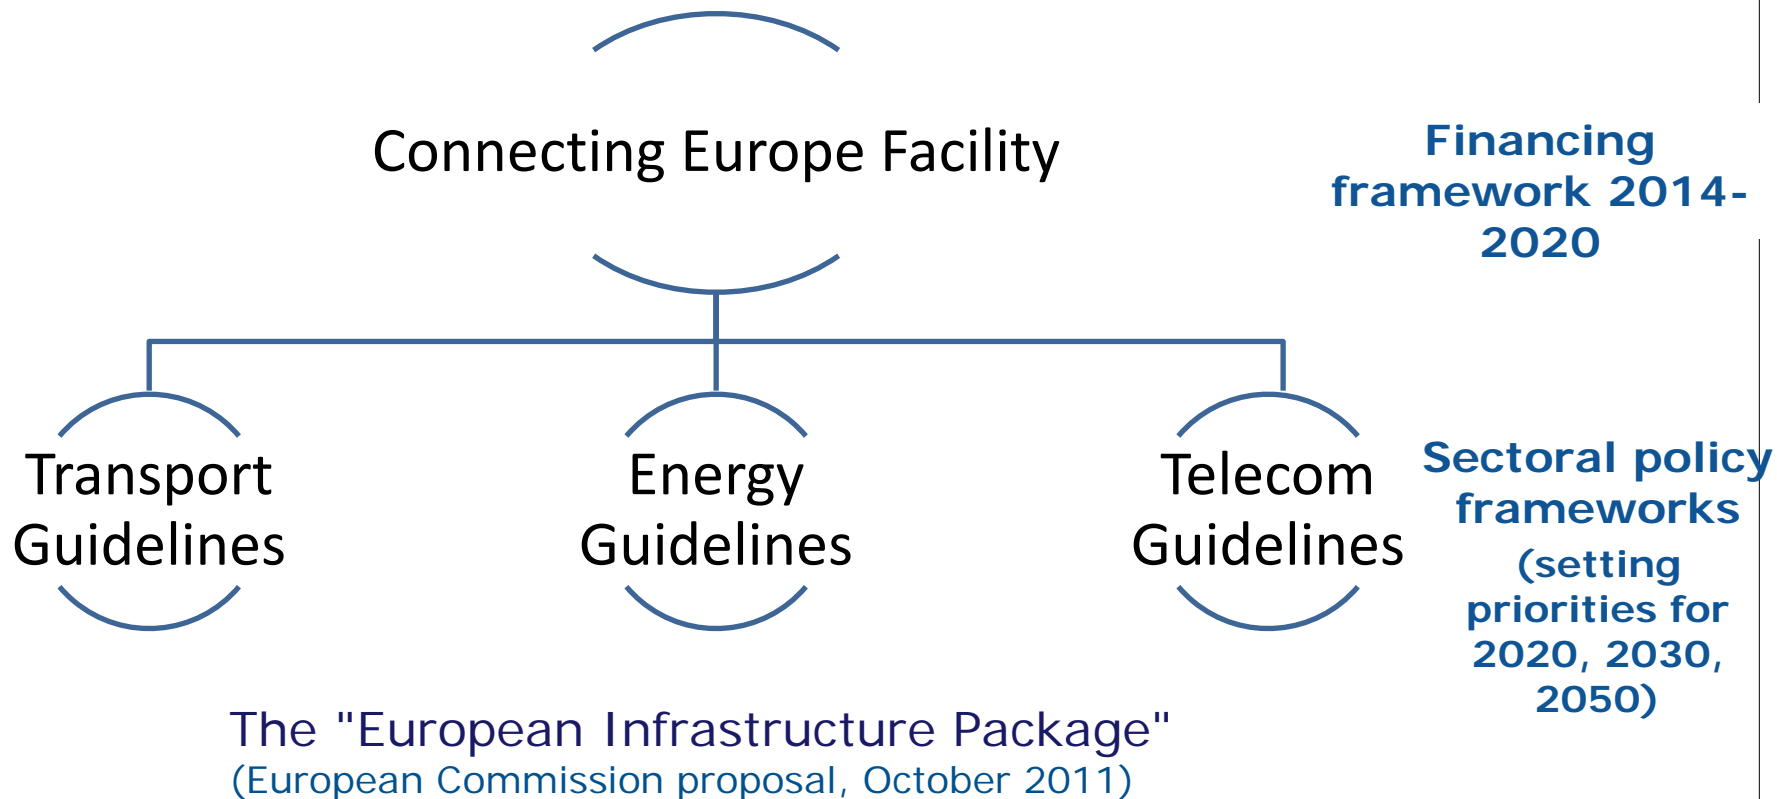 Connecting Europe Facility
Financing
framework 2014-
2020
Transport
Guidelines
Energy
Guidelines
Telecom
Guidelines
Sectoral policy
frameworks
(setting
priorities for
2020, 2030,
2050)
The "European Infrastructure Package"
(European Commission proposal, October 2011)